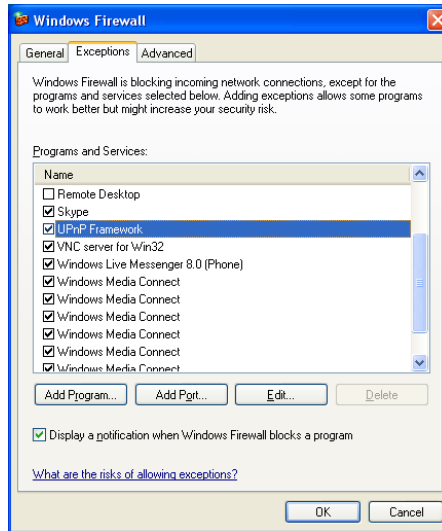 Windows Firewall
General Exceptions Advanced
Windows Firewall is blocking incoming network connections, except for the
programs and services selected below. Adding exceptions allows some programs
to work better but might increase your security risk.
Programs and Services:
Name
Remote Desktop
Skype
UPnP Framework
VNC server for Win32
Windows Live Messenger 8.0 (Phone)
Windows Media Connect
Windows Media Connect
Windows Media Connect
Windows Media Connect
Windows Media Connect
Windows Media Connect
Add Program... Add Port... Edit... Delete
Display a notification when Windows Firewall blocks a program
What are the risks of allowing exceptions?
OK Cancel